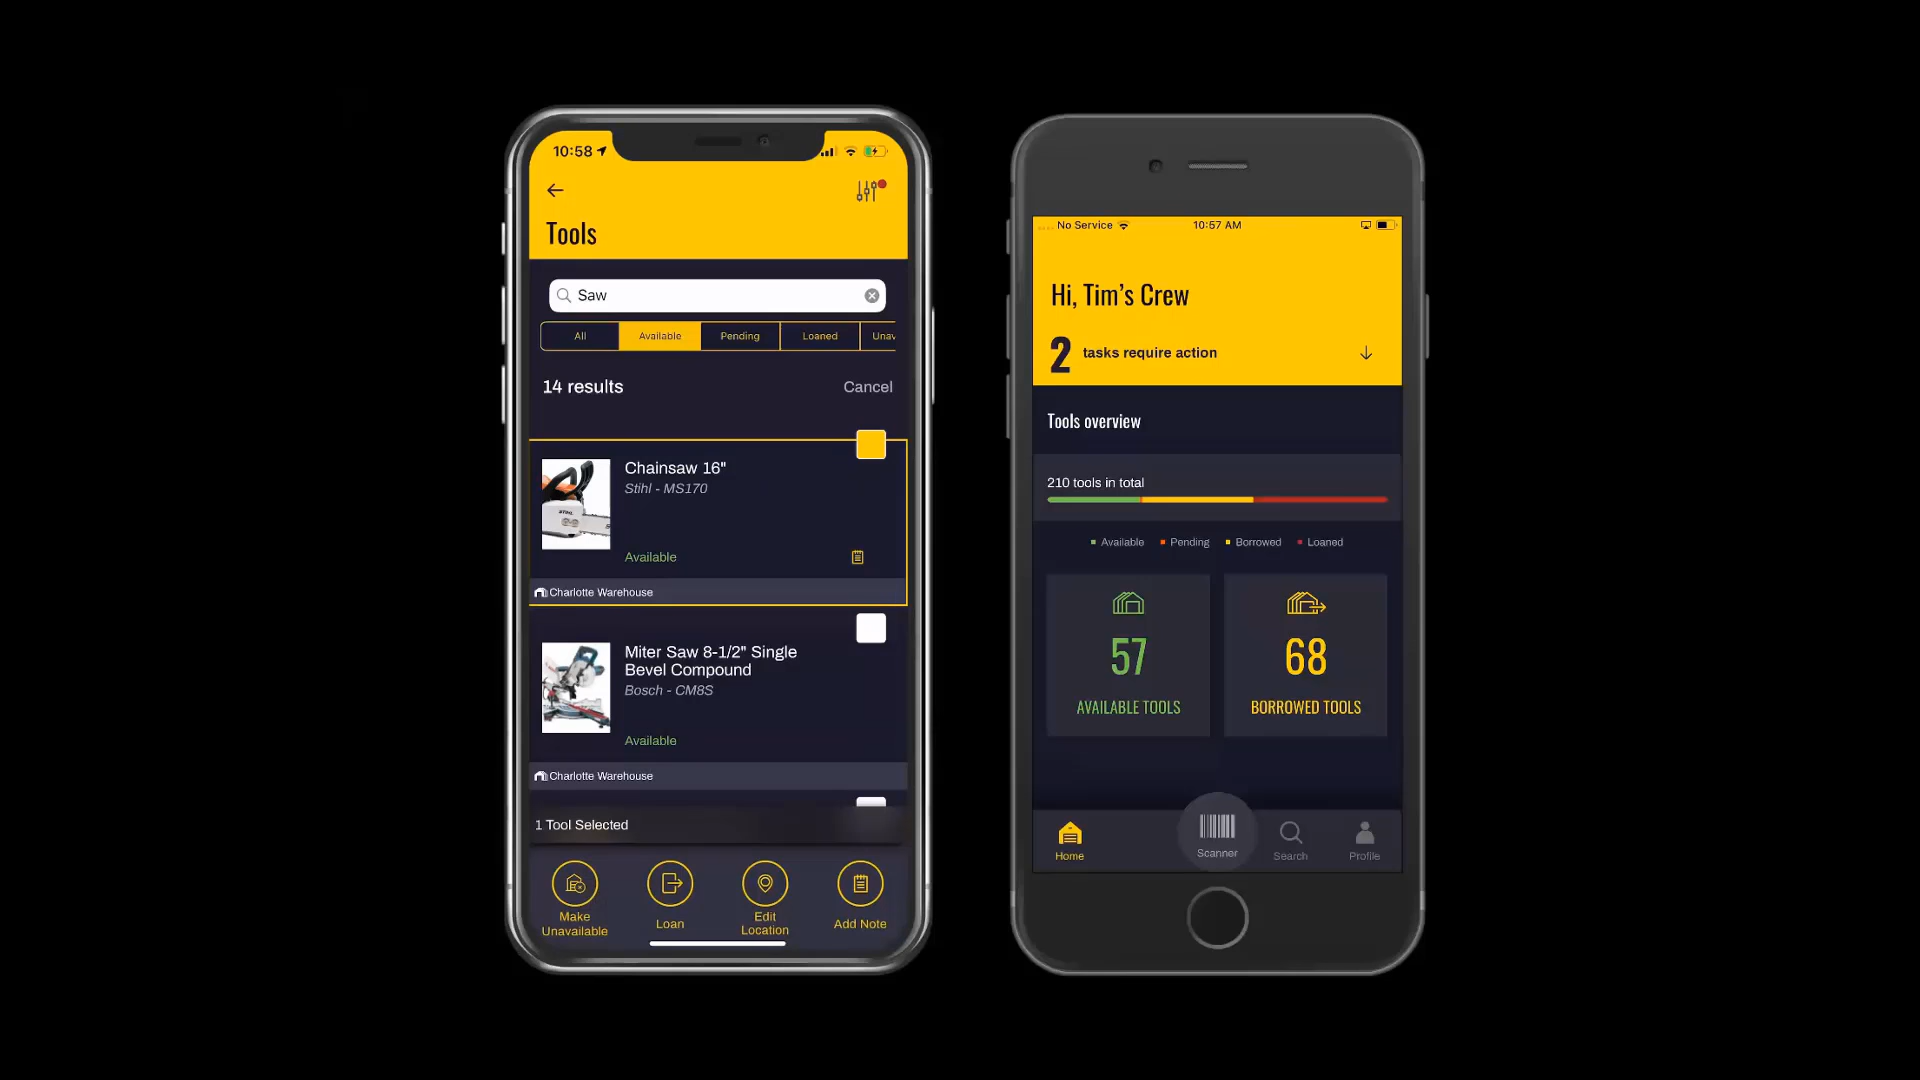 10:58
Tools
Saw
All
Available
Pending
Loaned
Unav
14 results
Cancel
Chainsaw 16"
Stihl - MS170
STIHL
Available
Charlotte Warehouse
Miter Saw 8-1/2" Single
Bevel Compound
Bosch - CM8S
Available
Charlotte Warehouse
1 Tool Selected
Make
Unavailable
Loan
Edit
Location
Add Note
No Service
10:57 AM
Hi, Tim's Crew
2 tasks require action
Tools overview
210 tools in total
Available
Pending
Borrowed
Loaned
57
AVAILABLE TOOLS
68
BORROWED TOOLS
Home
Scanner
Search
Profile